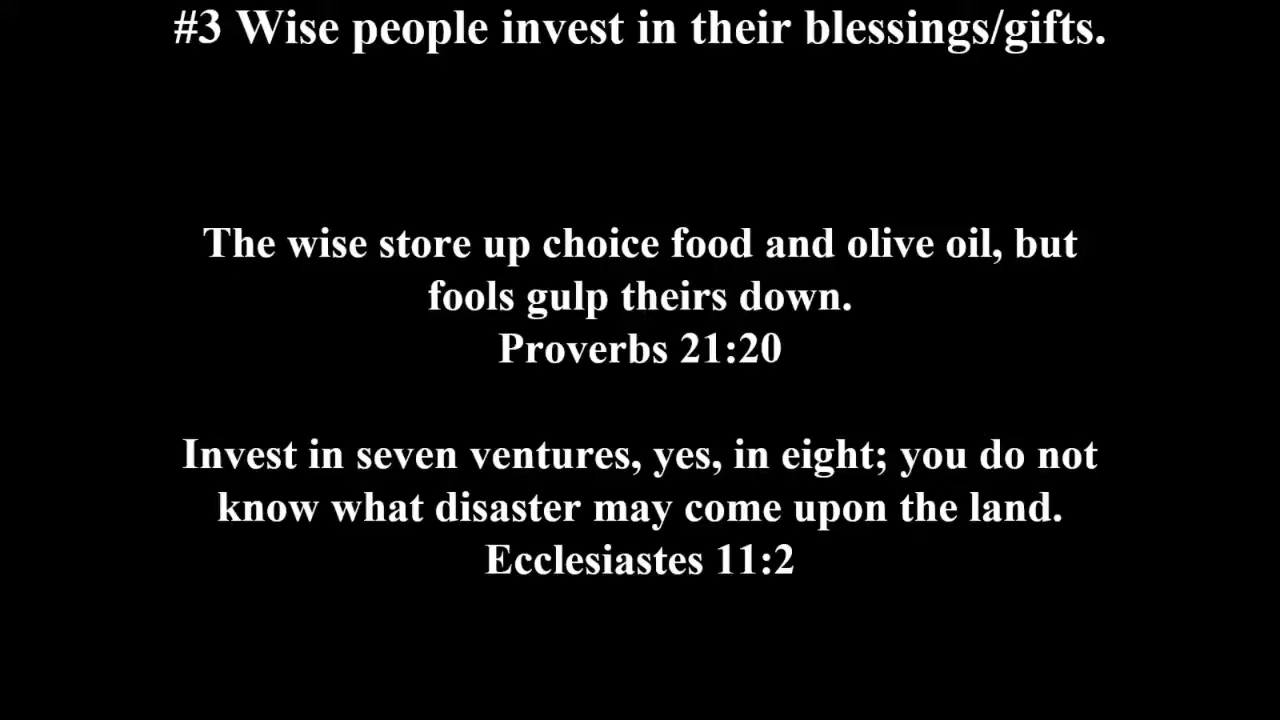 #3 Wise people invest in their blessings/gifts.
The wise store up choice food and olive oil, but
fools gulp theirs down.
Proverbs 21:20
Invest in seven ventures, yes, in eight; you do not
know what disaster may come upon the land.
Ecclesiastes 11:2